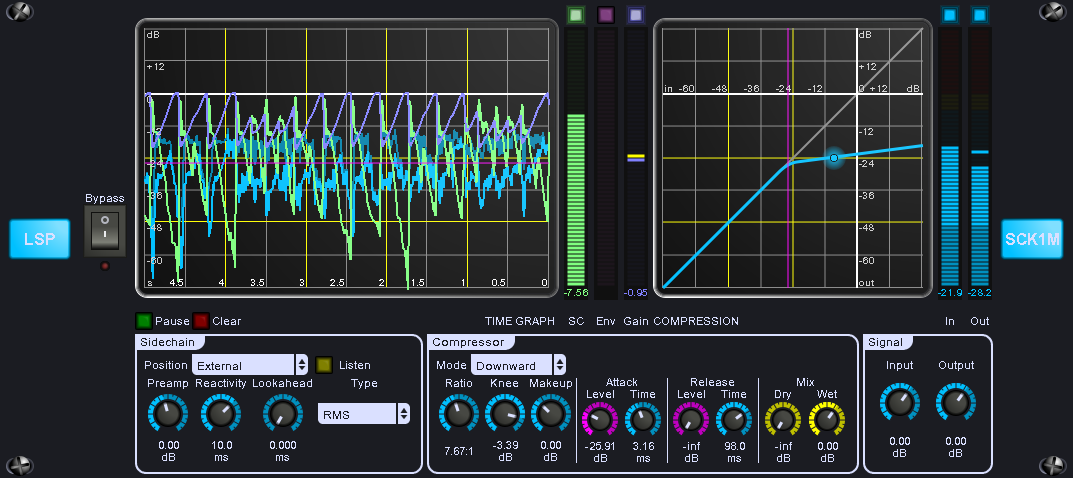 dB
+12
0
-12
-24
-36
-48
-60
s 4.5 4 3.5 3 2.5 2 1.5 1 0.5 0
-7.56 -0.95
dB
+12
in -60 -48 -36 -24 -12 0 +12 dB
-12
-24
-36
-48
-60
out
-21.9 -28.2
Bypass
O
I
LSP
SCK1M
Pause Clear TIME GRAPH SC Env Gain COMPRESSION In Out
Sidechain
Position External Listen
Preamp Reactivity Lookahead Type
RMS
0.00 10.0 0.000
dB ms ms
Compressor
Mode Downward
Ratio Knee Makeup
7.67:1 -3.39 0.00
dB dB
Attack
Level Time
-25.91 3.16
dB ms
Release
Level Time
-inf 98.0
dB ms
Mix
Dry Wet
-inf 0.00
dB dB
Signal
Input Output
0.00 0.00
dB dB